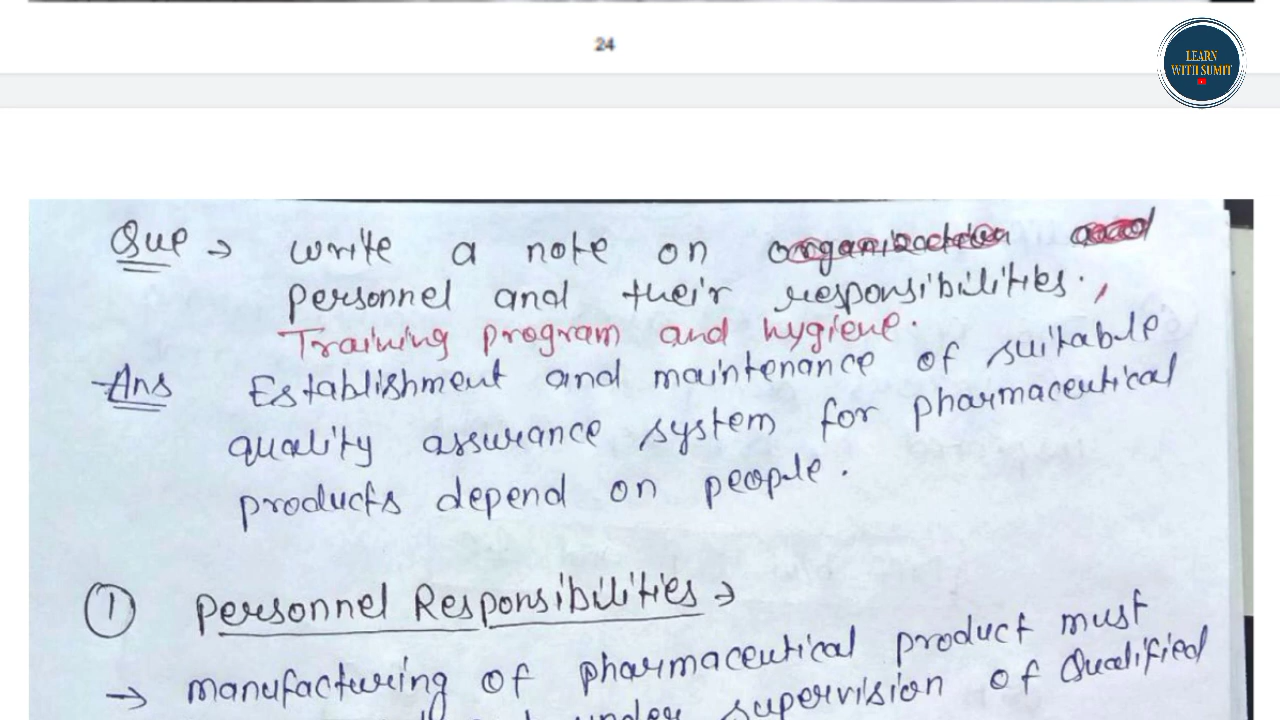 24
LEARN
WITH SUMIT
Que → write a note on organization and
personnel and their responsibilities.,
Training program and hygiene.
Ans Establishment and maintenance of suitable
quality assurance system for pharmaceutical
products depend on people.
① Personnel Responsibilities →
→ manufacturing of pharmaceutical product must
under supervision of Qualified